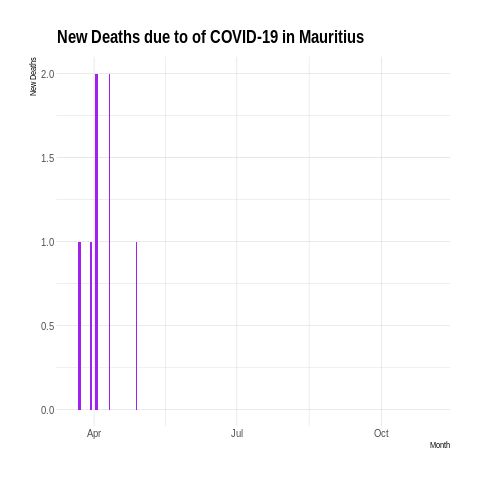 New Deaths due to of COVID-19 in Mauritius
New Deaths
2.0
1.5
1.0
0.5
0.0
Apr
Jul
Oct
Month